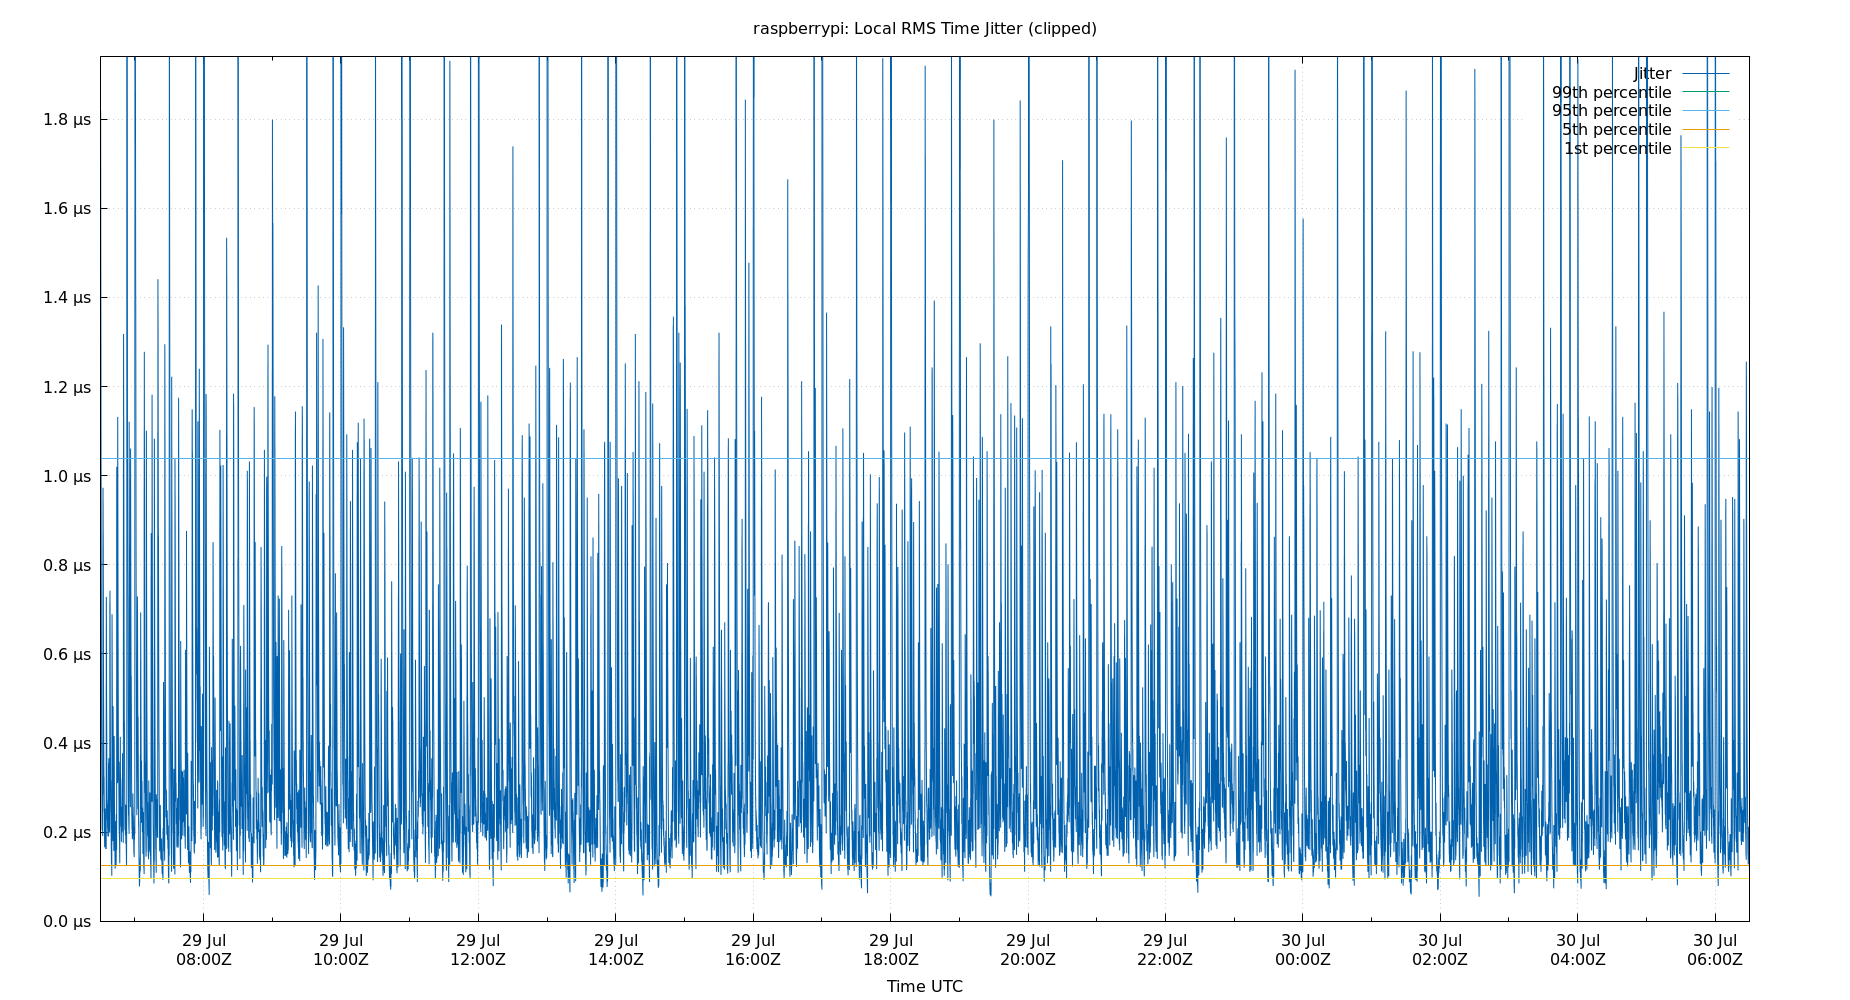 raspberrypi: Local RMS Time Jitter (clipped)
Jitter
99th percentile
95th percentile
5th percentile
1st percentile
1.8 μs
1.6 μs
1.4 μs
1.2 μs
1.0 μs
0.8 μs
0.6 μs
0.4 μs
0.2 μs
0.0 μs
29 Jul 29 Jul 29 Jul 29 Jul 29 Jul 29 Jul 29 Jul 29 Jul 30 Jul 30 Jul 30 Jul 30 Jul
08:00Z 10:00Z 12:00Z 14:00Z 16:00Z 18:00Z 20:00Z 22:00Z 00:00Z 02:00Z 04:00Z 06:00Z
Time UTC